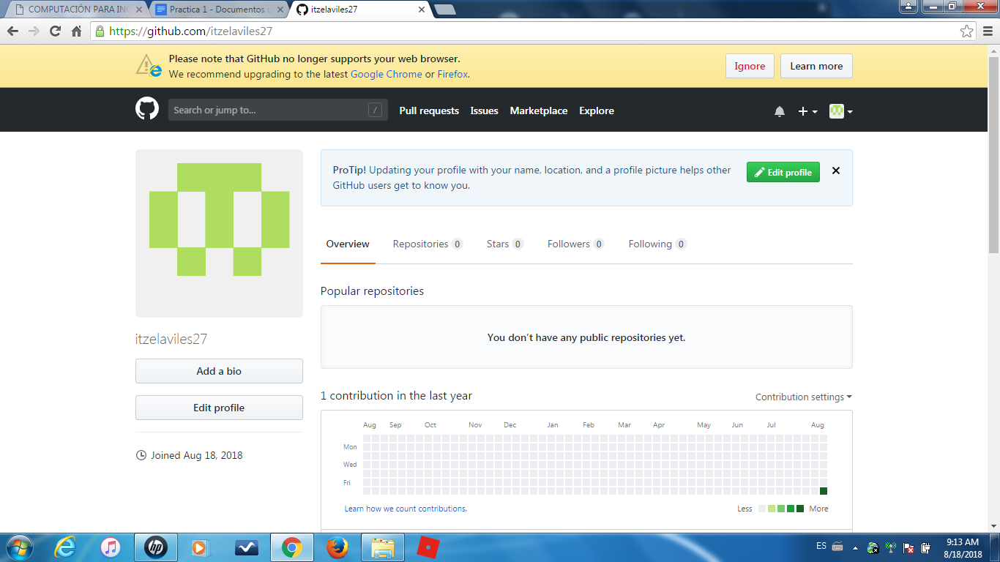 COMPUTACIÓN PARA ING
Practica 1 - Documentos
itzelaviles27
https://github.com/itzelaviles27
Please note that GitHub no longer supports your web browser.
We recommend upgrading to the latest Google Chrome or Firefox.
Ignore
Learn more
Search or jump to...
/
Pull requests
Issues
Marketplace
Explore
ProTip! Updating your profile with your name, location, and a profile picture helps other
GitHub users get to know you.
Edit profile
Overview
Repositories 0
Stars 0
Followers 0
Following 0
Popular repositories
You don't have any public repositories yet.
itzelaviles27
Add a bio
Edit profile
Joined Aug 18, 2018
1 contribution in the last year
Contribution settings
Aug Sep Oct Nov Dec Jan Feb Mar Apr May Jun Jul Aug
Mon
Wed
Fri
Learn how we count contributions.
Less
More
hp
ES
9:13 AM
8/18/2018